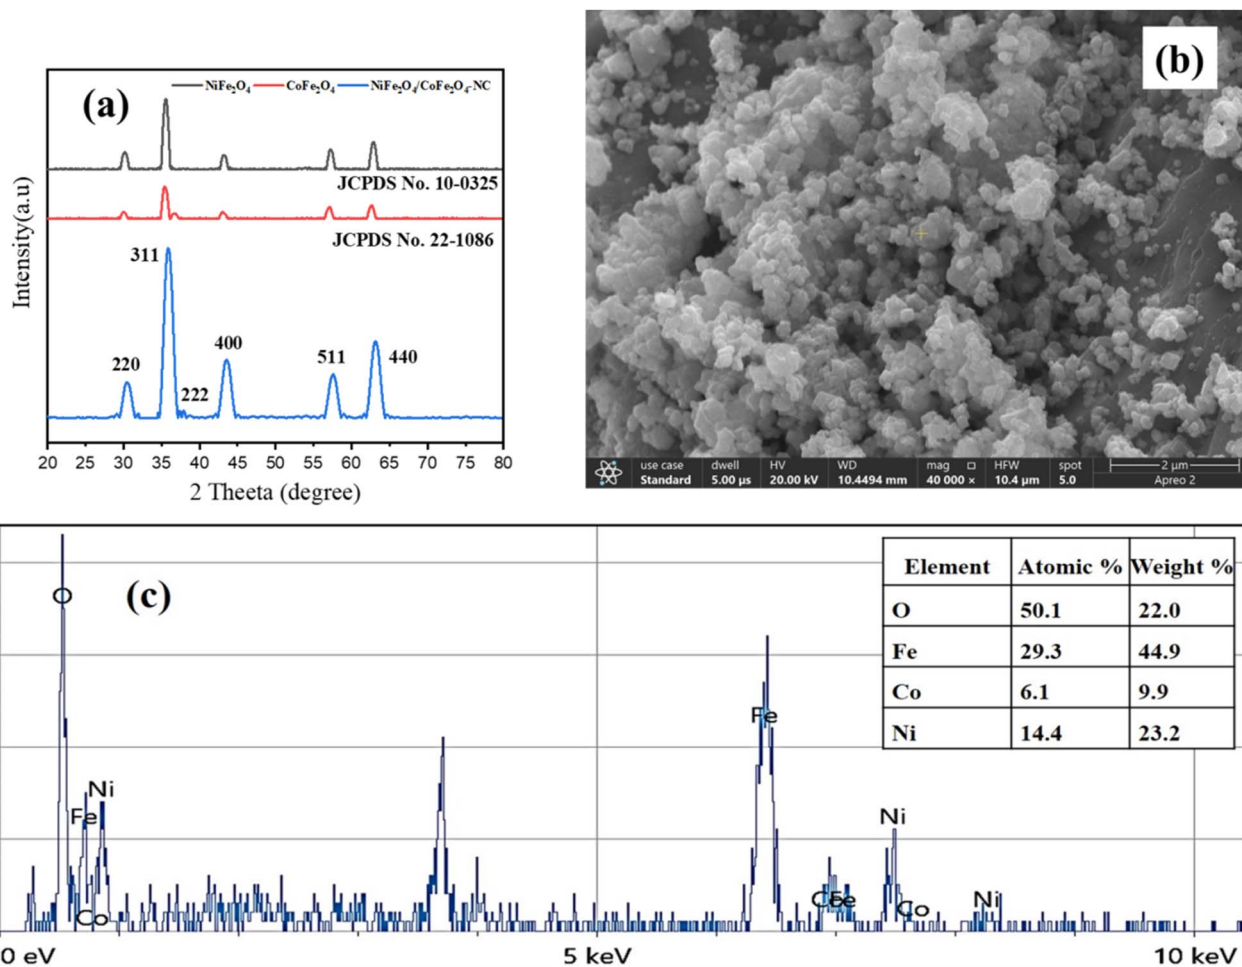 (a)
NiFe₂O₄ CoFe₂O₄ NiFe₂O₄/CoFe₂O₄-NC
JCPDS No. 10-0325
JCPDS No. 22-1086
311
220
222
400
511
440
Intensity(a.u)
20 25 30 35 40 45 50 55 60 65 70 75 80
2 Theeta (degree)
(b)
use case dwell HV WD mag HFW spot 2 µm
Standard 5.00 µs 20.00 kV 10.4494 mm 40 000 × 10.4 µm 5.0 Apreo 2
(c)
O
Fe
Ni
Co
Fe
Co
Fe
Ni
Co
Ni
Element Atomic % Weight %
O 50.1 22.0
Fe 29.3 44.9
Co 6.1 9.9
Ni 14.4 23.2
0 eV 5 keV 10 keV